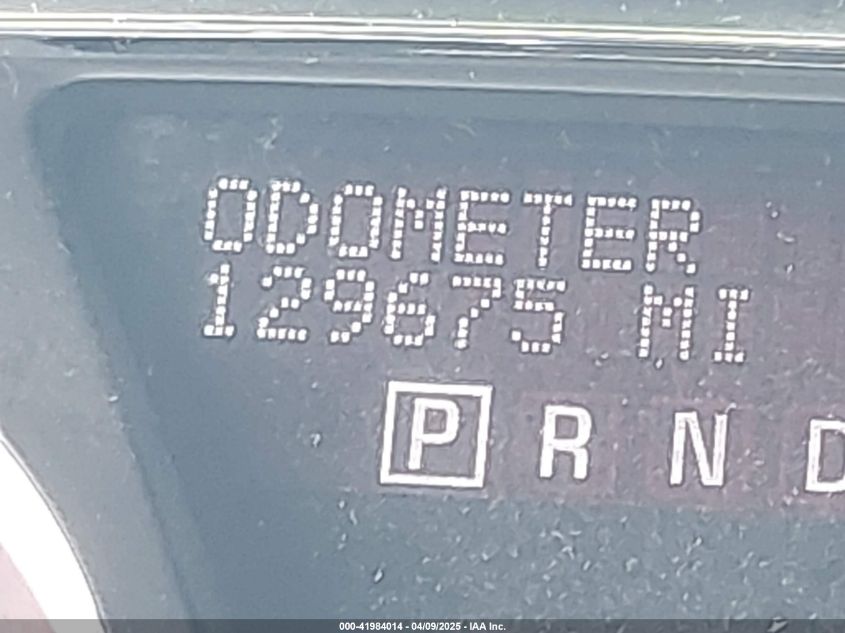 ODOMETER
129675 MI
P R N D
000-41984014 - 04/09/2025 - IAA Inc.